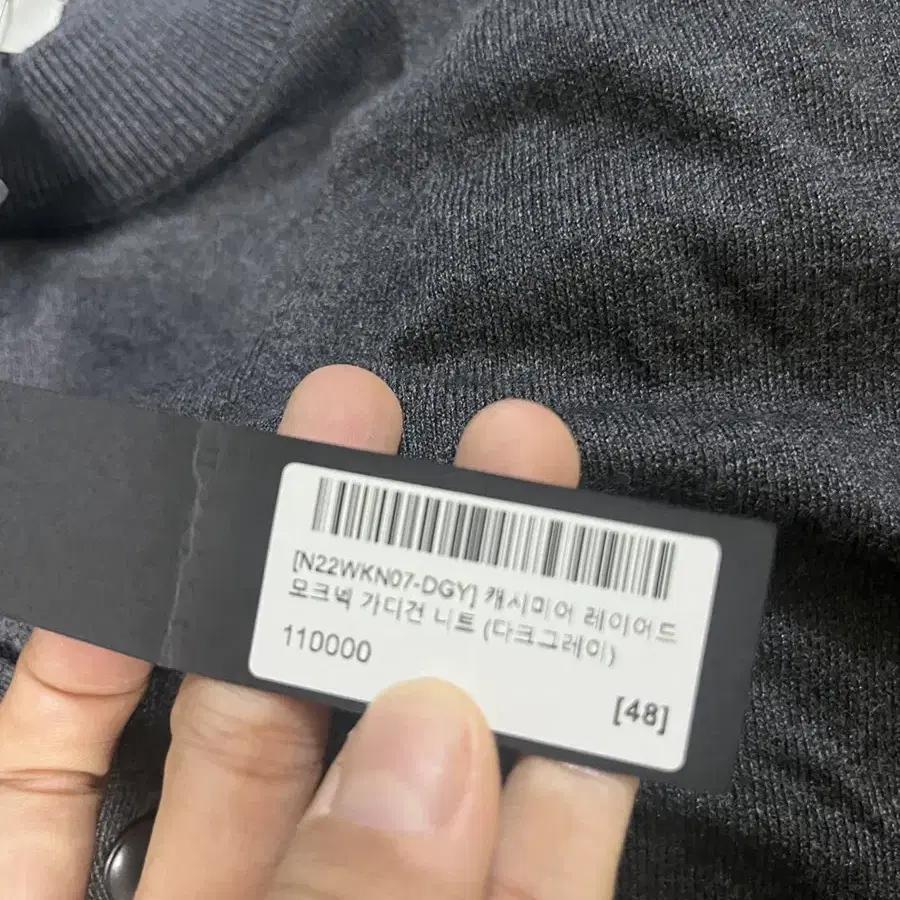 [N22WKN07-DGY] 캐시미어 레이어드
모크넥 가디건 니트 (다크그레이)
110000
[48]